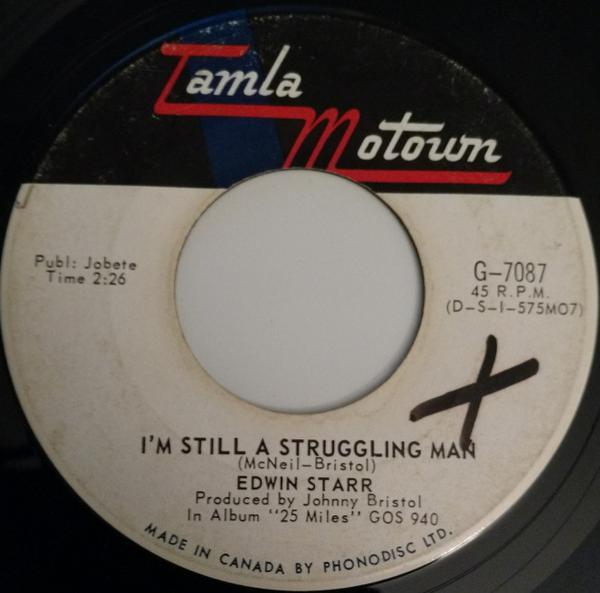 Tamla
Motown
Publ: Jobete
Time 2:26
G-7087
45 R.P.M.
(D-S-I-575MO7)
I'M STILL A STRUGGLING MAN
(McNeil-Bristol)
EDWIN STARR
Produced by Johnny Bristol
In Album "25 Miles" GOS 940
MADE IN CANADA BY PHONODISC LTD.